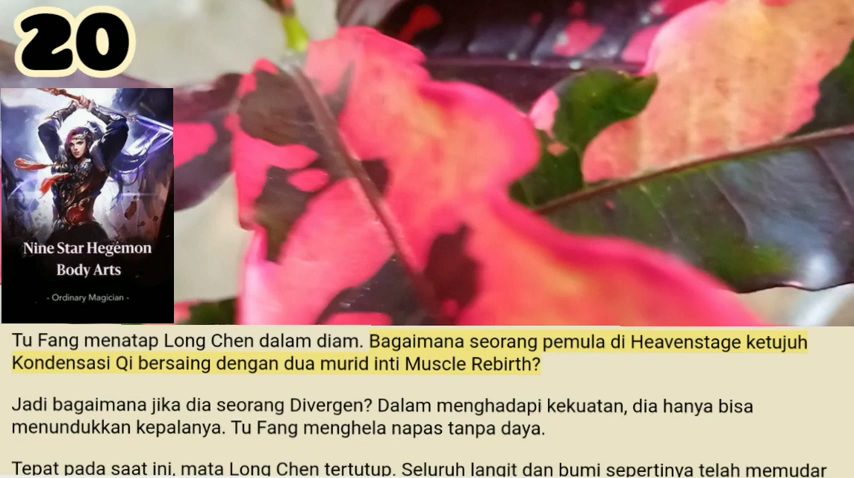 20
Nine Star Hegemon
Body Arts
- Ordinary Magician -
Tu Fang menatap Long Chen dalam diam. Bagaimana seorang pemula di Heavenstage ketujuh
Kondensasi Qi bersaing dengan dua murid inti Muscle Rebirth?
Jadi bagaimana jika dia seorang Divergen? Dalam menghadapi kekuatan, dia hanya bisa
menundukkan kepalanya. Tu Fang menghela napas tanpa daya.
Tepat pada saat ini, mata Long Chen tertutup. Seluruh langit dan bumi sepertinya telah memudar